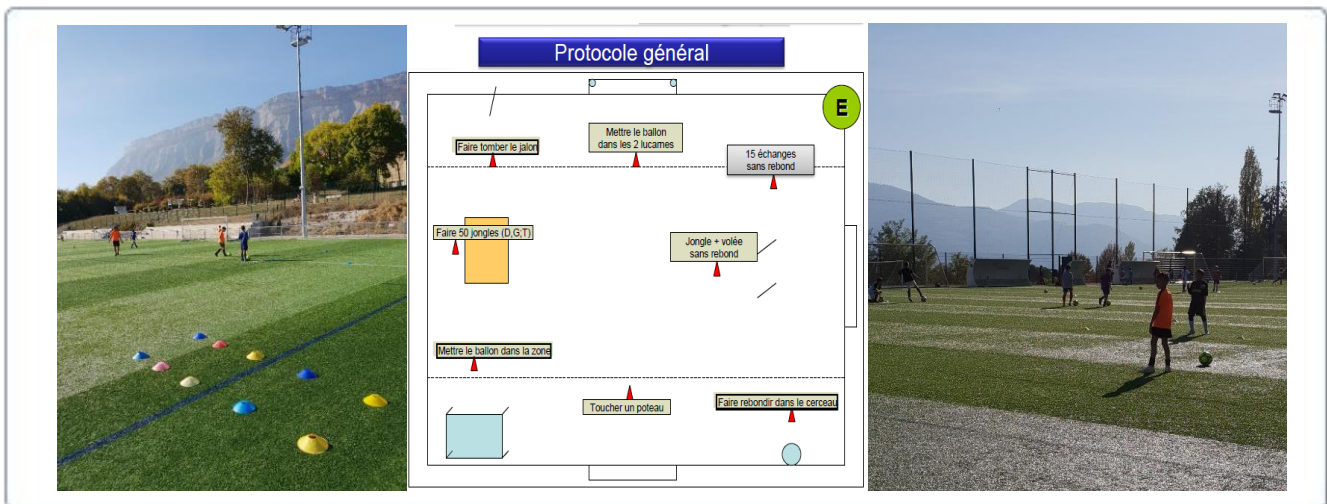 Protocole général
E
Faire tomber le jalon
Mettre le ballon
dans les 2 lucarnes
15 échanges
sans rebond
Faire 50 jongles (D,G;T)
Jongle + volée
sans rebond
Mettre le ballon dans la zone
Toucher un poteau
Faire rebondir dans le cerceau